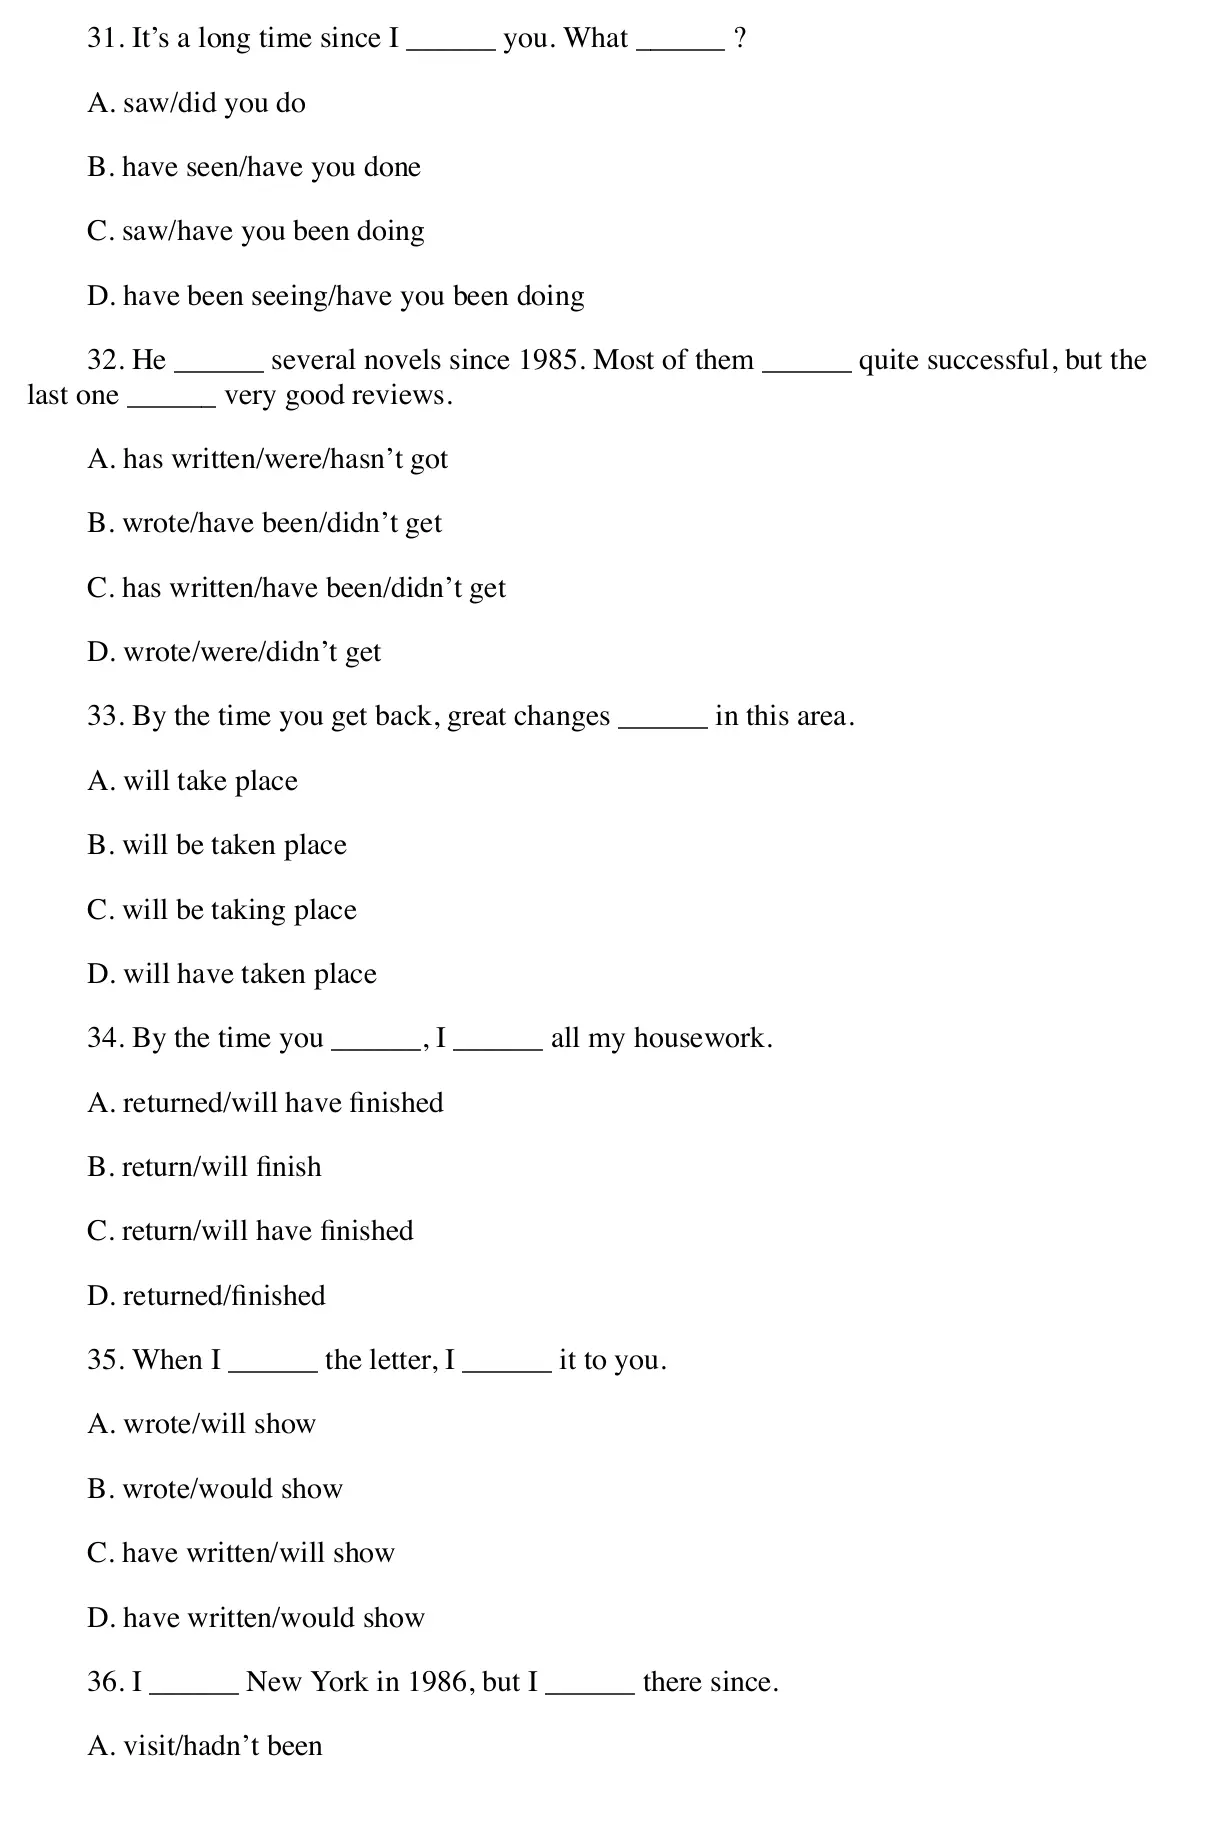 31. It’s a long time since I ______ you. What ______ ?
A. saw/did you do
B. have seen/have you done
C. saw/have you been doing
D. have been seeing/have you been doing
32. He ______ several novels since 1985. Most of them ______ quite successful, but the
last one ______ very good reviews.
A. has written/were/hasn’t got
B. wrote/have been/didn’t get
C. has written/have been/didn’t get
D. wrote/were/didn’t get
33. By the time you get back, great changes ______ in this area.
A. will take place
B. will be taken place
C. will be taking place
D. will have taken place
34. By the time you ______, I ______ all my housework.
A. returned/will have finished
B. return/will finish
C. return/will have finished
D. returned/finished
35. When I ______ the letter, I ______ it to you.
A. wrote/will show
B. wrote/would show
C. have written/will show
D. have written/would show
36. I ______ New York in 1986, but I ______ there since.
A. visit/hadn’t been